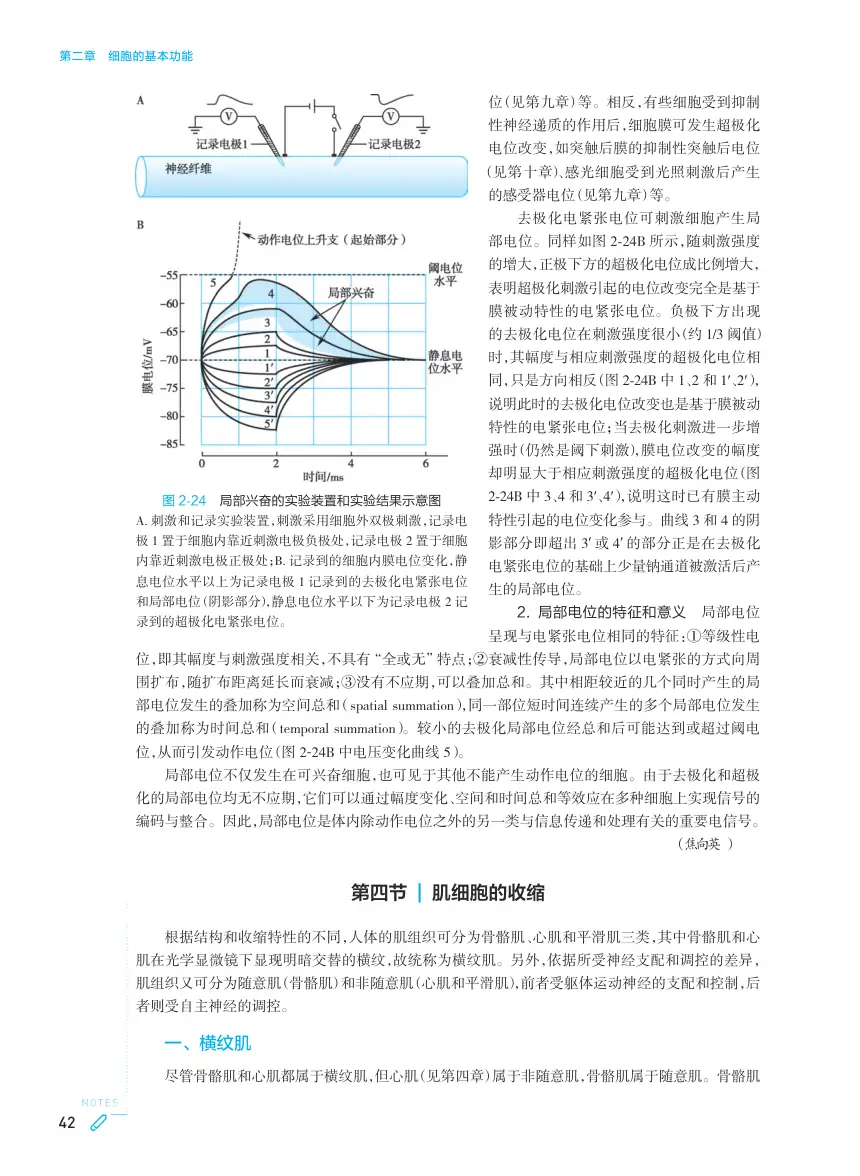 第二章 细胞的基本功能
A
V
V
记录电极1
记录电极2
神经纤维
B
动作电位上升支（起始部分）
阈电位
水平
局部兴奋
静息电
位水平
膜电位/mV
-55
-60
-65
-70
-75
-80
-85
5
4
3
2
1
1′
2′
3′
4′
5′
0
2
4
6
时间/ms
图 2-24 局部兴奋的实验装置和实验结果示意图
A. 刺激和记录实验装置,刺激采用细胞外双极刺激,记录电
极 1 置于细胞内靠近刺激电极负极处,记录电极 2 置于细胞
内靠近刺激电极正极处;B. 记录到的细胞内膜电位变化,静
息电位水平以上为记录电极 1 记录到的去极化电紧张电位
和局部电位(阴影部分),静息电位水平以下为记录电极 2 记
录到的超极化电紧张电位。
位(见第九章)等。相反,有些细胞受到抑制
性神经递质的作用后,细胞膜可发生超极化
电位改变,如突触后膜的抑制性突触后电位
(见第十章)、感光细胞受到光照刺激后产生
的感受器电位(见第九章)等。
去极化电紧张电位可刺激细胞产生局
部电位。同样如图 2-24B 所示,随刺激强度
的增大,正极下方的超极化电位成比例增大,
表明超极化刺激引起的电位改变完全是基于
膜被动特性的电紧张电位。负极下方出现
的去极化电位在刺激强度很小(约 1/3 阈值)
时,其幅度与相应刺激强度的超极化电位相
同,只是方向相反(图 2-24B 中 1、2 和 1′、2′),
说明此时的去极化电位改变也是基于膜被动
特性的电紧张电位;当去极化刺激进一步增
强时(仍然是阈下刺激),膜电位改变的幅度
却明显大于相应刺激强度的超极化电位(图
2-24B 中 3、4 和 3′、4′),说明这时已有膜主动
特性引起的电位变化参与。曲线 3 和 4 的阴
影部分即超出 3′ 或 4′ 的部分正是在去极化
电紧张电位的基础上少量钠通道被激活后产
生的局部电位。
2. 局部电位的特征和意义 局部电位
呈现与电紧张电位相同的特征:①等级性电
位,即其幅度与刺激强度相关,不具有“全或无”特点;②衰减性传导,局部电位以电紧张的方式向周
围扩布,随扩布距离延长而衰减;③没有不应期,可以叠加总和。其中相距较近的几个同时产生的局
部电位发生的叠加称为空间总和(spatial summation),同一部位短时间连续产生的多个局部电位发生
的叠加称为时间总和(temporal summation)。较小的去极化局部电位经总和后可能达到或超过阈电
位,从而引发动作电位(图 2-24B 中电压变化曲线 5)。
局部电位不仅发生在可兴奋细胞,也可见于其他不能产生动作电位的细胞。由于去极化和超极
化的局部电位均无不应期,它们可以通过幅度变化、空间和时间总和等效应在多种细胞上实现信号的
编码与整合。因此,局部电位是体内除动作电位之外的另一类与信息传递和处理有关的重要电信号。
(焦向英)
第四节 | 肌细胞的收缩
根据结构和收缩特性的不同,人体的肌组织可分为骨骼肌、心肌和平滑肌三类,其中骨骼肌和心
肌在光学显微镜下显现明暗交替的横纹,故统称为横纹肌。另外,依据所受神经支配和调控的差异,
肌组织又可分为随意肌(骨骼肌)和非随意肌(心肌和平滑肌),前者受躯体运动神经的支配和控制,后
者则受自主神经的调控。
一、横纹肌
尽管骨骼肌和心肌都属于横纹肌,但心肌(见第四章)属于非随意肌,骨骼肌属于随意肌。骨骼肌
NOTES
42